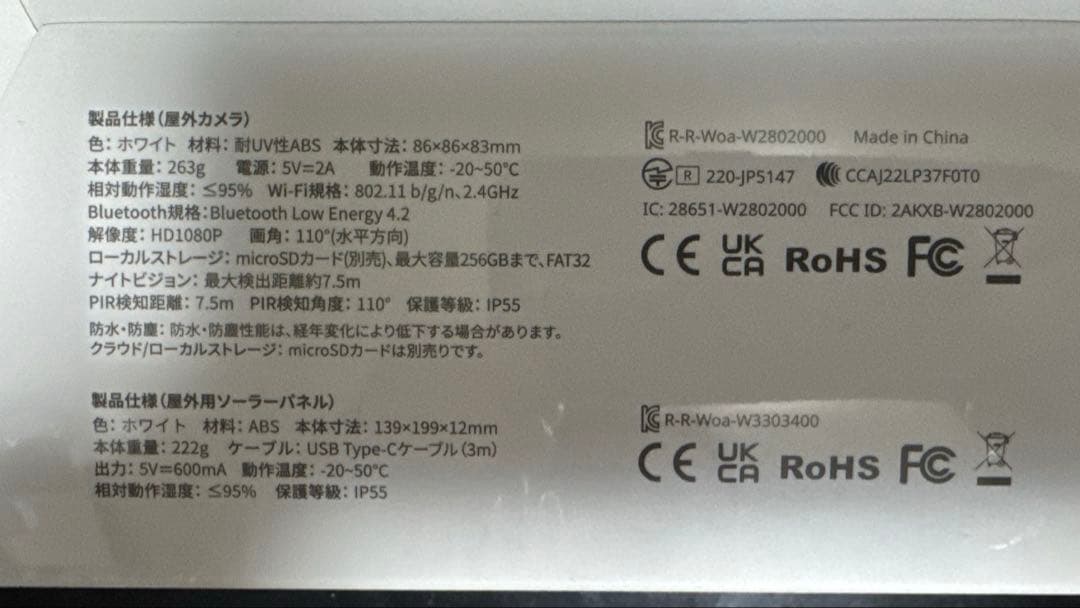 製品仕様（屋外カメラ）
色：ホワイト 材料：耐UV性ABS 本体寸法：86×86×83mm
本体重量：263g 電源：5V=2A 動作温度：-20~50℃
相対動作湿度：≤95% Wi-Fi規格：802.11 b/g/n、2.4GHz
Bluetooth規格：Bluetooth Low Energy 4.2
解像度：HD1080P 画角：110°(水平方向)
ローカルストレージ：microSDカード(別売)、最大容量256GBまで、FAT32
ナイトビジョン：最大検出距離約7.5m
PIR検知距離：7.5m PIR検知角度：110° 保護等級：IP55
防水・防塵：防水・防塵性能は、経年変化により低下する場合があります。
クラウド/ローカルストレージ：microSDカードは別売りです。
R-R-Woa-W2802000 Made in China
R 220-JP5147 CCAJ22LP37F0T0
IC: 28651-W2802000 FCC ID: 2AKXB-W2802000
CE UKCA RoHS FC
製品仕様（屋外用ソーラーパネル）
色：ホワイト 材料：ABS 本体寸法：139×199×12mm
本体重量：222g ケーブル：USB Type-Cケーブル（3m）
出力：5V=600mA 動作温度：-20~50℃
相対動作湿度：≤95% 保護等級：IP55
R-R-Woa-W3303400
CE UKCA RoHS FC